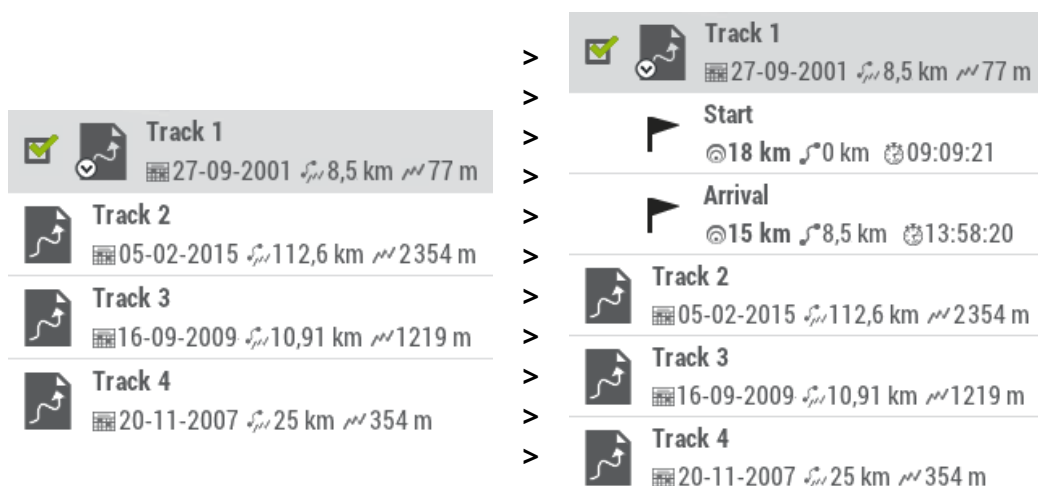 Track 1
27-09-2001 8,5 km 77 m
Track 2
05-02-2015 112,6 km 2354 m
Track 3
16-09-2009 10,91 km 1219 m
Track 4
20-11-2007 25 km 354 m
>
>
>
>
>
>
>
>
>
>
>
Track 1
27-09-2001 8,5 km 77 m
Start
18 km 0 km 09:09:21
Arrival
15 km 8,5 km 13:58:20
Track 2
05-02-2015 112,6 km 2354 m
Track 3
16-09-2009 10,91 km 1219 m
Track 4
20-11-2007 25 km 354 m